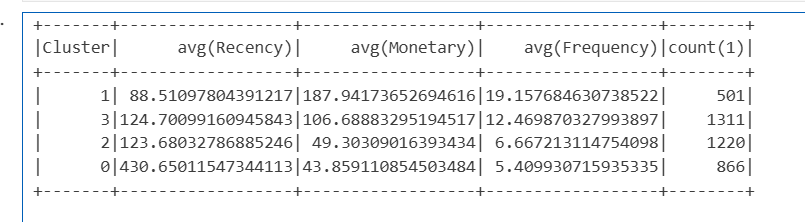 +-------+------------------+------------------+------------------+--------+
|Cluster|      avg(Recency)|     avg(Monetary)|    avg(Frequency)|count(1)|
+-------+------------------+------------------+------------------+--------+
|      1| 88.51097804391217|187.94173652694616|19.157684630738522|     501|
|      3|124.70099160945843|106.68883295194517|12.469870327993897|    1311|
|      2|123.68032786885246| 49.30309016393434| 6.667213114754098|    1220|
|      0|430.65011547344113|43.859110854503484| 5.409930715935335|     866|
+-------+------------------+------------------+------------------+--------+